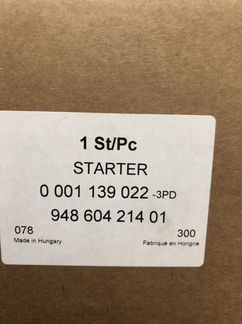 1 St/Pc
STARTER
0 001 139 022 -3PD
948 604 214 01
078 300
Made in Hungary Fabriqué en Hongrie